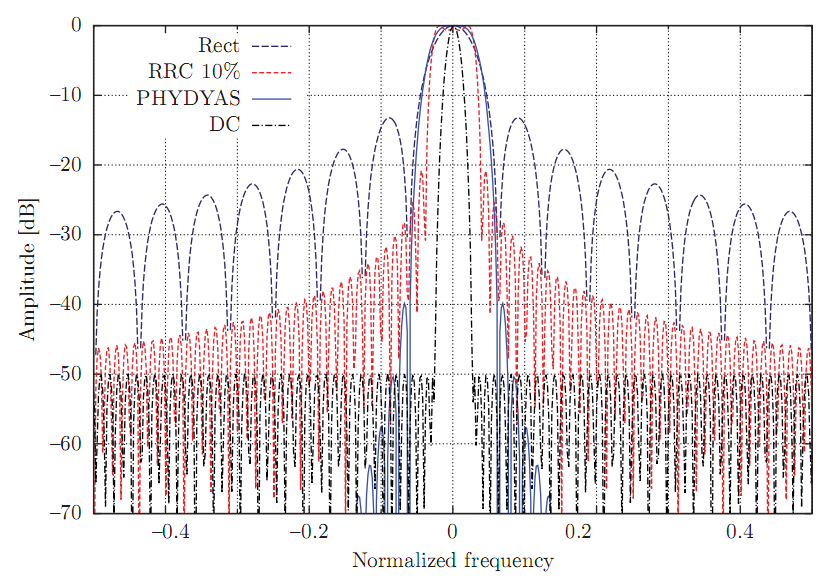 0
−10
−20
−30
−40
−50
−60
−70
Amplitude [dB]
Rect
RRC 10%
PHYDYAS
DC
−0.4 −0.2 0 0.2 0.4
Normalized frequency